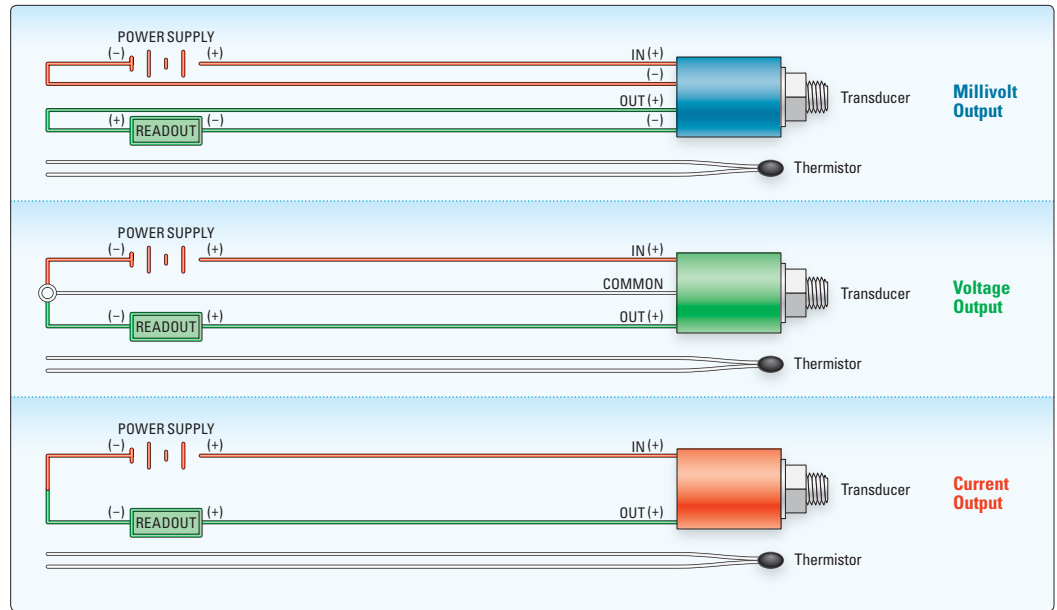 POWER SUPPLY
(−) (+) IN (+)
(−)
Transducer
Millivolt
Output
OUT (+)
(+) READOUT (−) (−)
Thermistor
POWER SUPPLY
(−) (+) IN (+)
COMMON
Transducer
Voltage
Output
(−) READOUT (+) OUT (+)
Thermistor
POWER SUPPLY
(−) (+) IN (+)
Transducer
Current
Output
(−) READOUT (+) OUT (+)
Thermistor